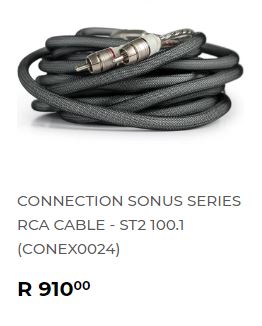 CONNECTION SONUS SERIES
RCA CABLE - ST2 100.1
(CONEX0024)
R 910⁰⁰